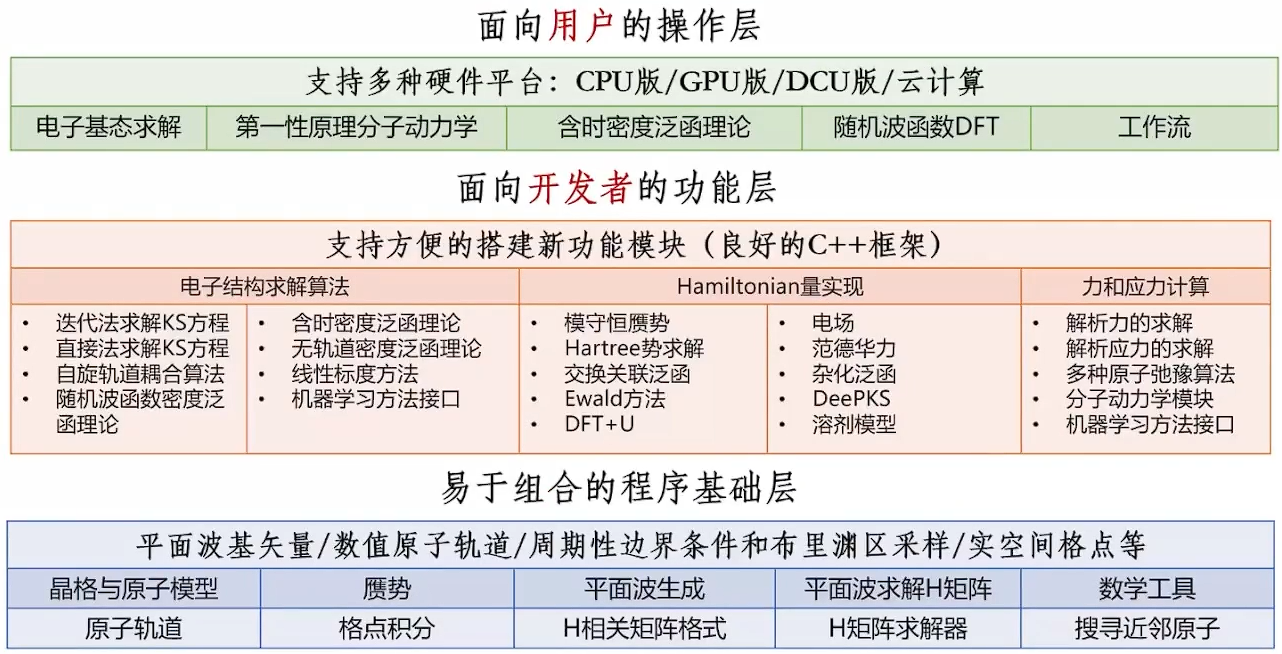 面向用户的操作层
支持多种硬件平台：CPU版/GPU版/DCU版/云计算
电子基态求解 第一性原理分子动力学 含时密度泛函理论 随机波函数DFT 工作流
面向开发者的功能层
支持方便的搭建新功能模块（良好的C++框架）
电子结构求解算法 Hamiltonian量实现 力和应力计算
• 迭代法求解KS方程
• 直接法求解KS方程
• 自旋轨道耦合算法
• 随机波函数密度泛
函理论
• 含时密度泛函理论
• 无轨道密度泛函理论
• 线性标度方法
• 机器学习方法接口
• 模守恒赝势
• Hartree势求解
• 交换关联泛函
• Ewald方法
• DFT+U
• 电场
• 范德华力
• 杂化泛函
• DeePKS
• 溶剂模型
• 解析力的求解
• 解析应力的求解
• 多种原子弛豫算法
• 分子动力学模块
• 机器学习方法接口
易于组合的程序基础层
平面波基矢量/数值原子轨道/周期性边界条件和布里渊区采样/实空间格点等
晶格与原子模型 赝势 平面波生成 平面波求解H矩阵 数学工具
原子轨道 格点积分 H相关矩阵格式 H矩阵求解器 搜寻近邻原子